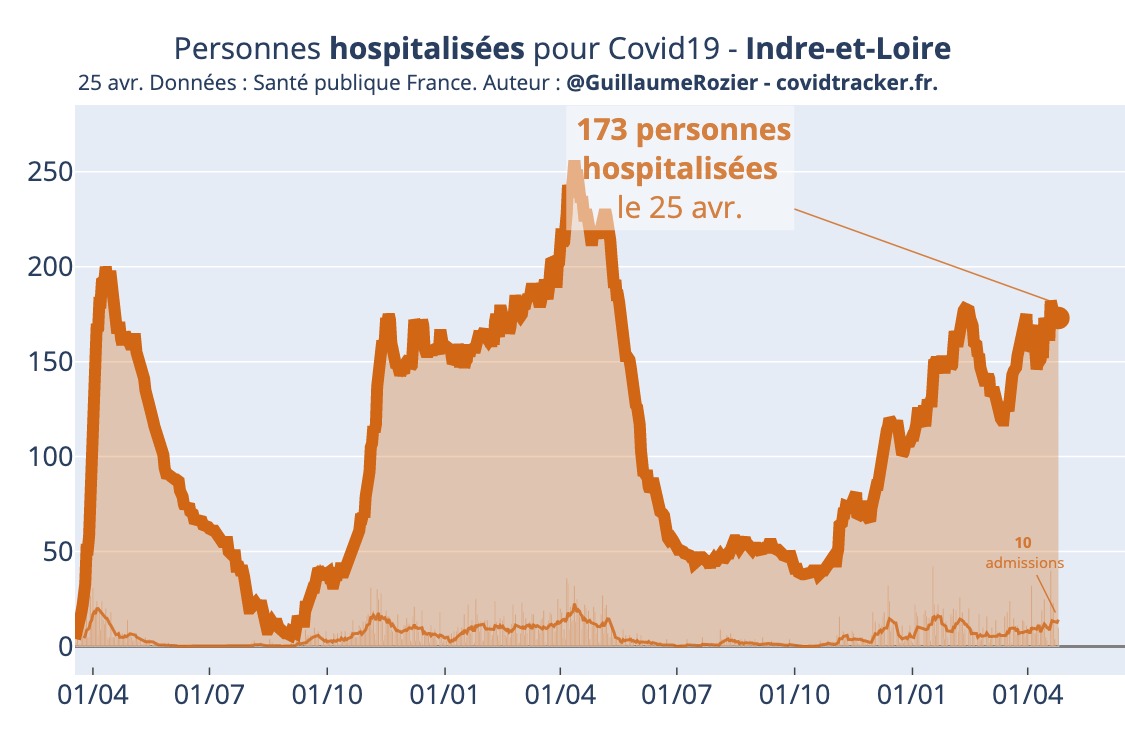 Personnes hospitalisées pour Covid19 - Indre-et-Loire
25 avr. Données : Santé publique France. Auteur : @GuillaumeRozier - covidtracker.fr.
173 personnes
hospitalisées
le 25 avr.
250
200
150
100
50
0
10
admissions
01/04 01/07 01/10 01/01 01/04 01/07 01/10 01/01 01/04